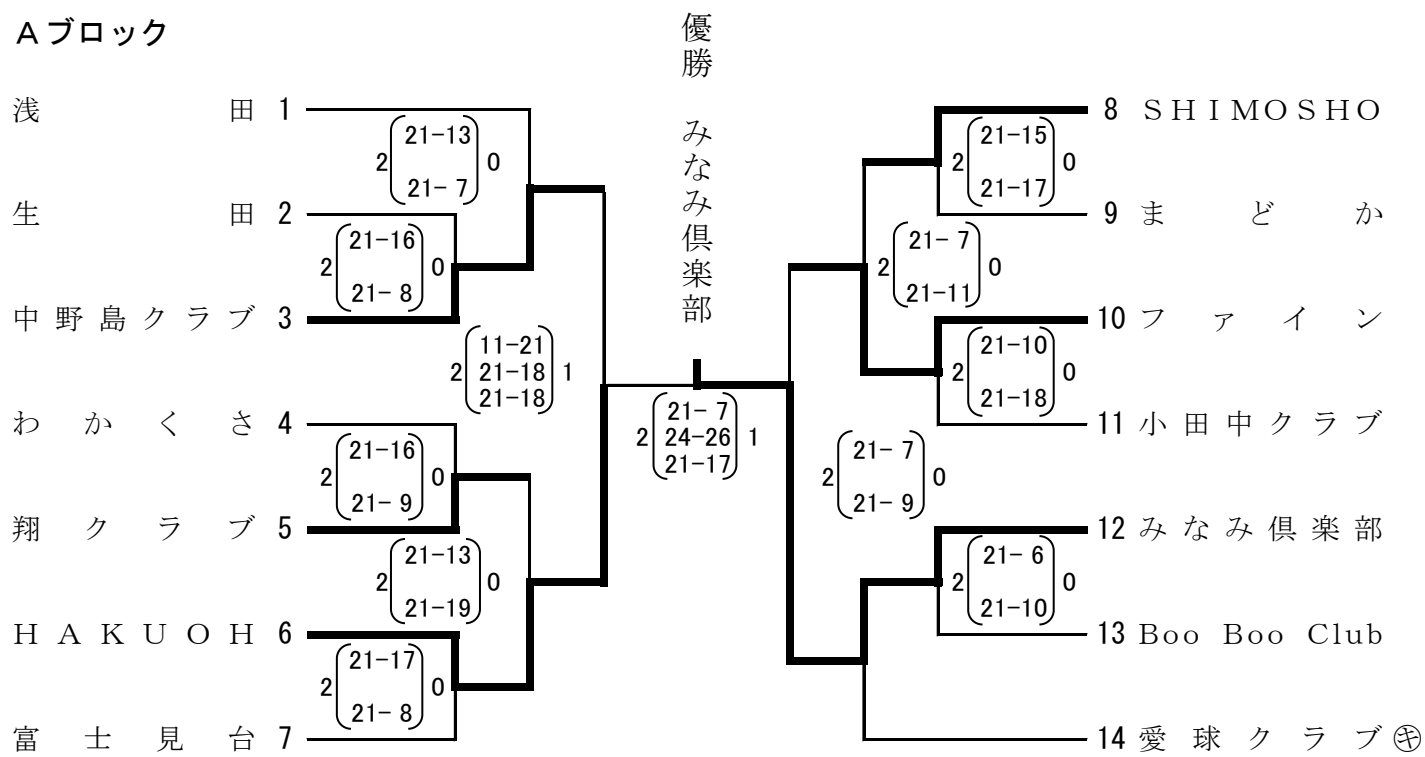 Aブロック
優勝 みなみ倶楽部
浅田 1
21-13
2 0
21- 7
生田 2
21-16
2 0
21- 8
中野島クラブ 3
11-21
2 21-18 1
21-18
わかくさ 4
21-16
2 0
21- 9
翔クラブ 5
21-13
2 0
21-19
HAKUOH 6
21-17
2 0
21- 8
富士見台 7
21- 7
2 24-26 1
21-17
8 SHIMOSHO
21-15
2 0
21-17
9 まどか
21- 7
2 0
21-11
10 ファイン
21-10
2 0
21-18
11 小田中クラブ
21- 7
2 0
21- 9
12 みなみ倶楽部
21- 6
2 0
21-10
13 Boo Boo Club
14 愛球クラブ㋖